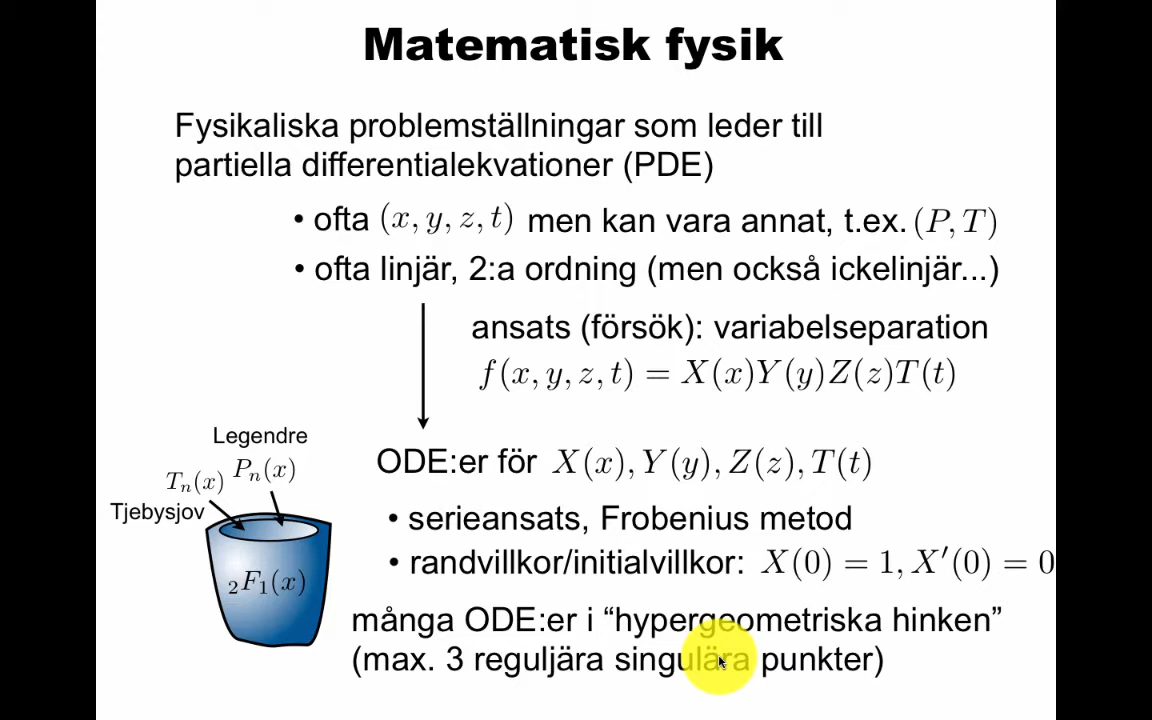 Matematisk fysik
Fysikaliska problemställningar som leder till
partiella differentialekvationer (PDE)
• ofta (x, y, z, t) men kan vara annat, t.ex. (P, T)
• ofta linjär, 2:a ordning (men också ickelinjär...)
ansats (försök): variabelseparation
f(x, y, z, t) = X(x)Y(y)Z(z)T(t)
Legendre
Tₙ(x) Pₙ(x)
Tjebysjov
₂F₁(x)
ODE:er för X(x), Y(y), Z(z), T(t)
• serieansats, Frobenius metod
• randvillkor/initialvillkor: X(0) = 1, X′(0) = 0
många ODE:er i “hypergeometriska hinken”
(max. 3 reguljära singulära punkter)